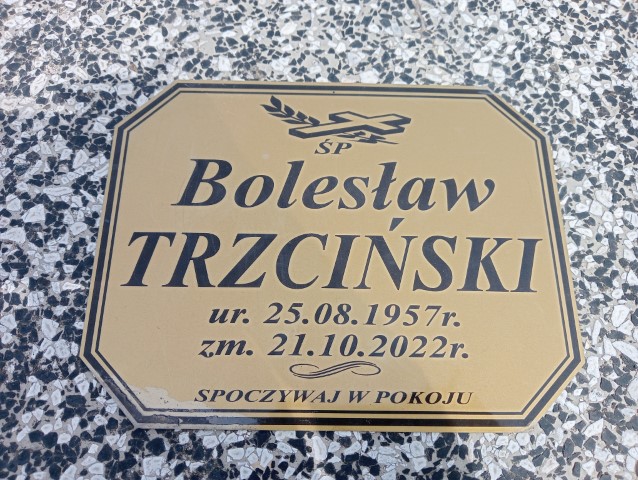 ŚP
Bolesław
TRZCIŃSKI
ur. 25.08.1957r.
zm. 21.10.2022r.
SPOCZYWAJ W POKOJU